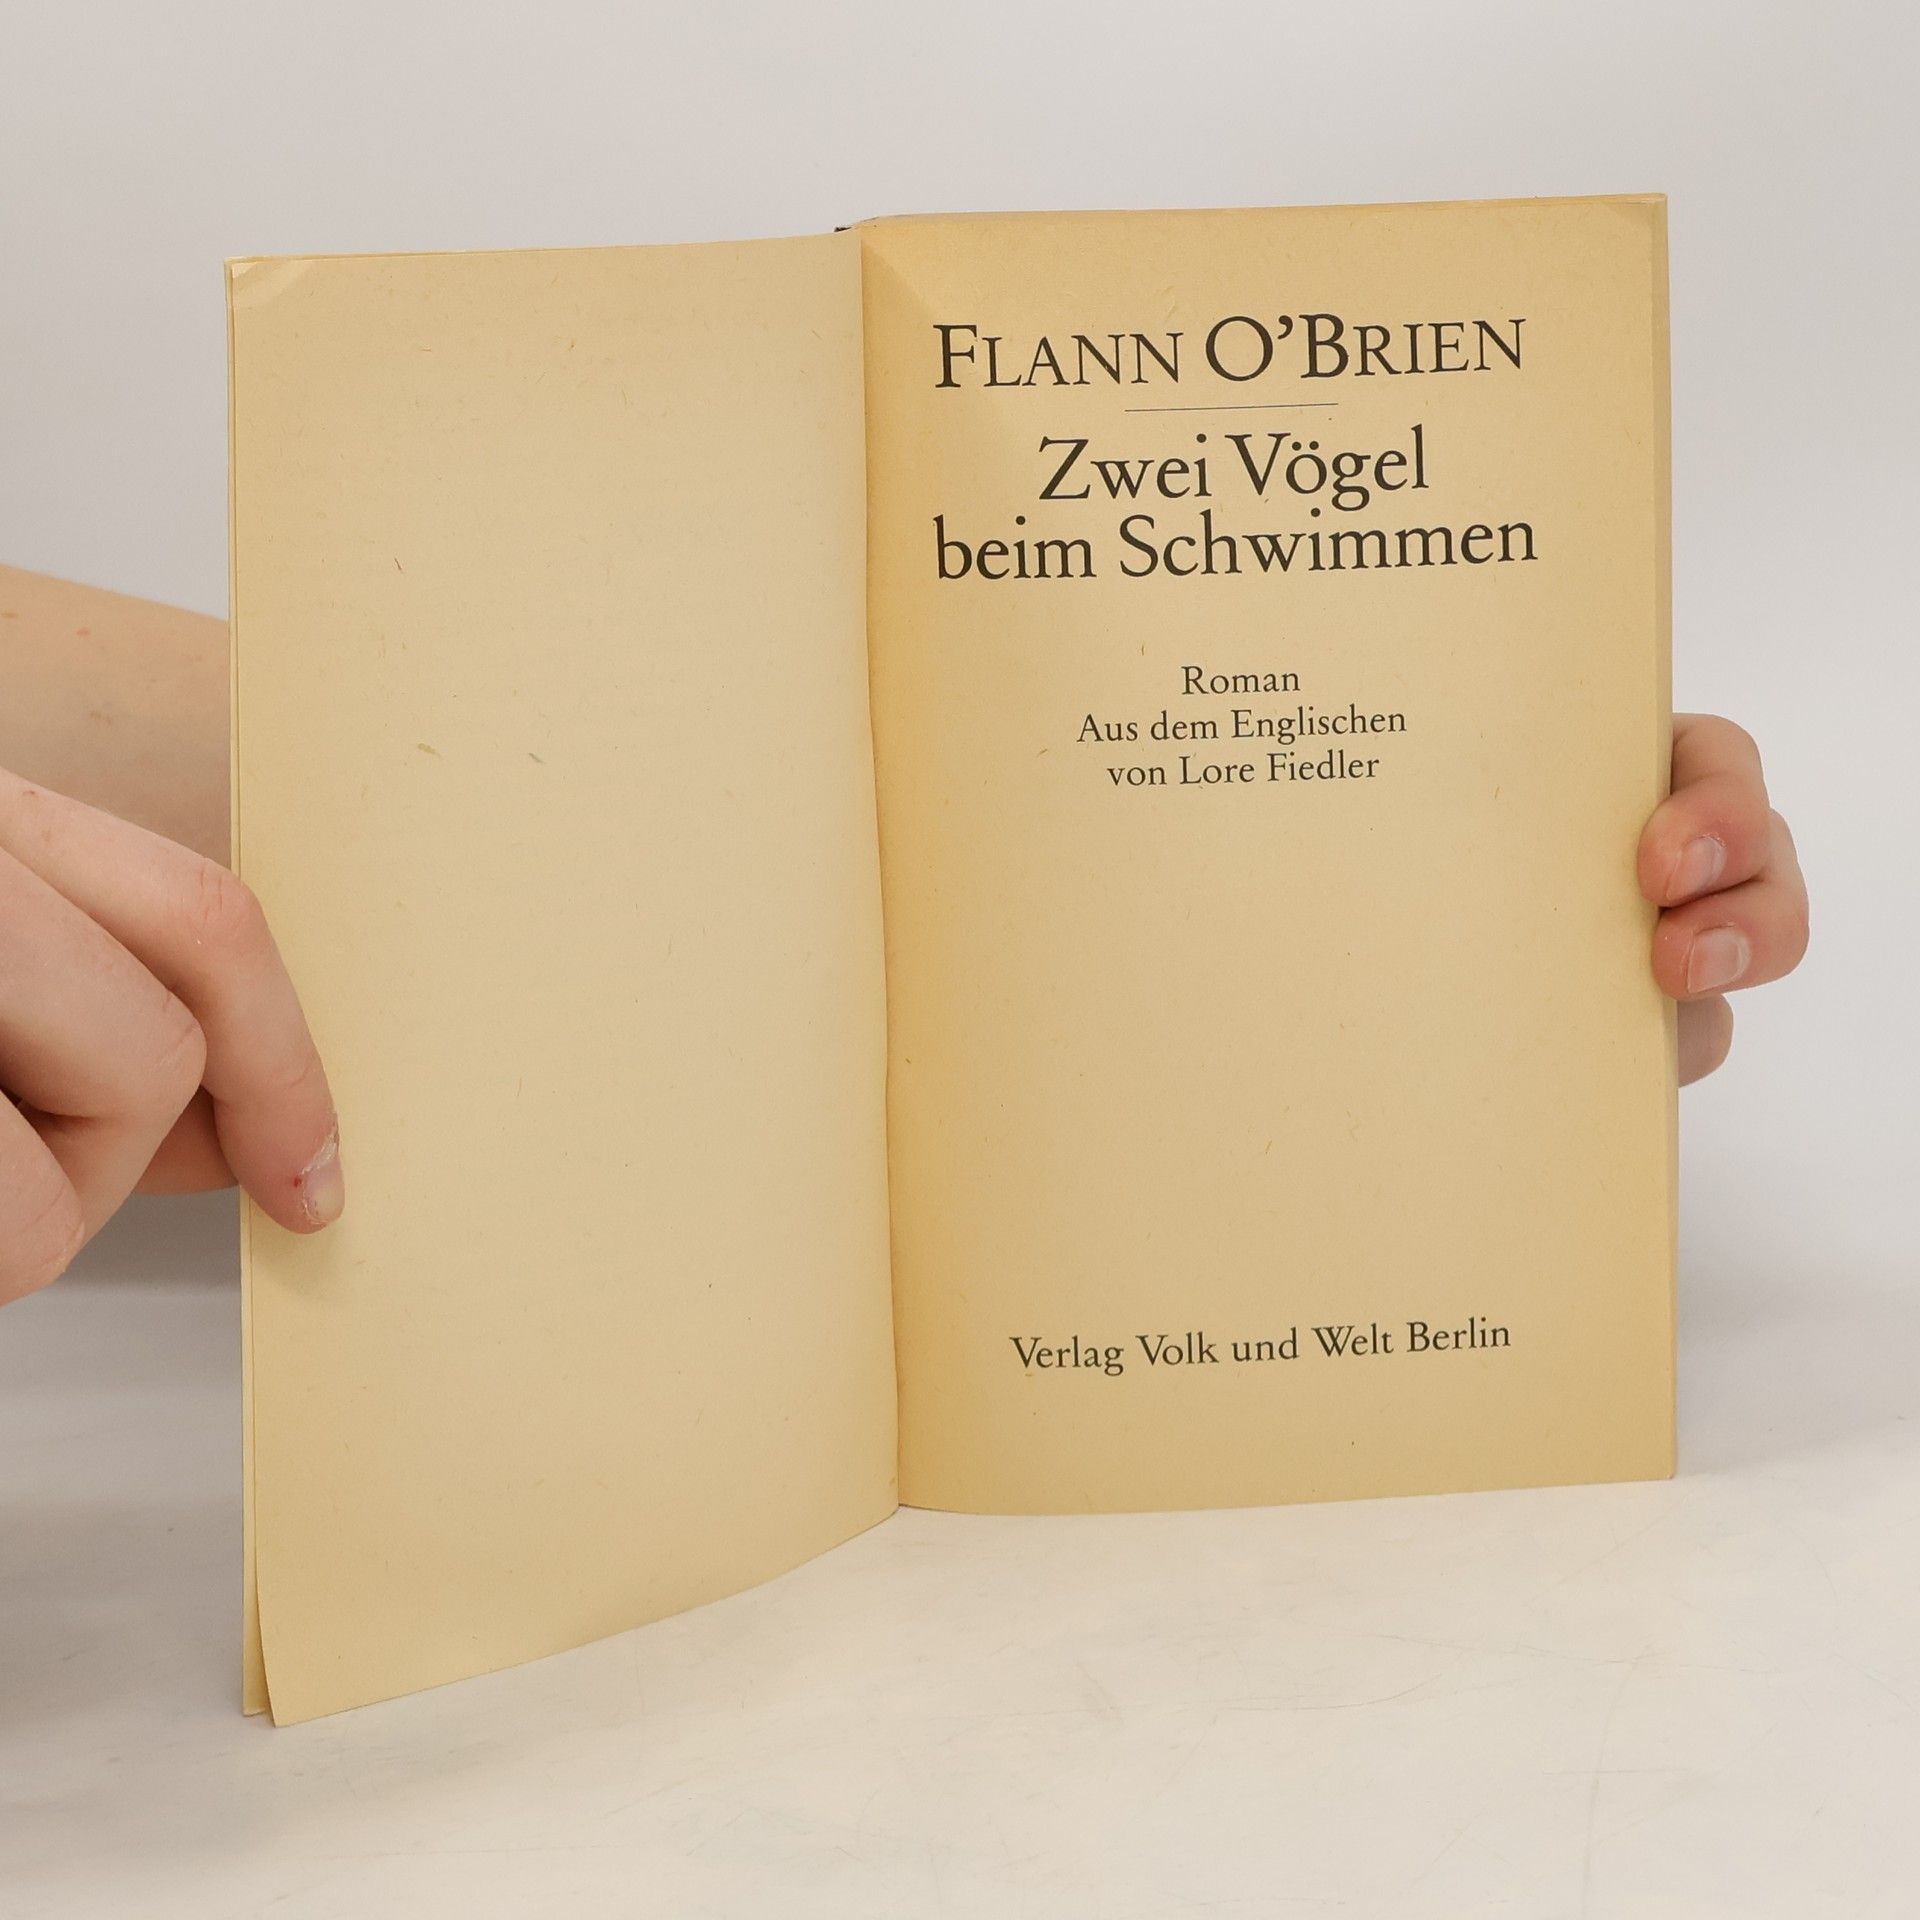 FLANN O'BRIEN
Zwei Vögel
beim Schwimmen
Roman
Aus dem Englischen
von Lore Fiedler
Verlag Volk und Welt Berlin